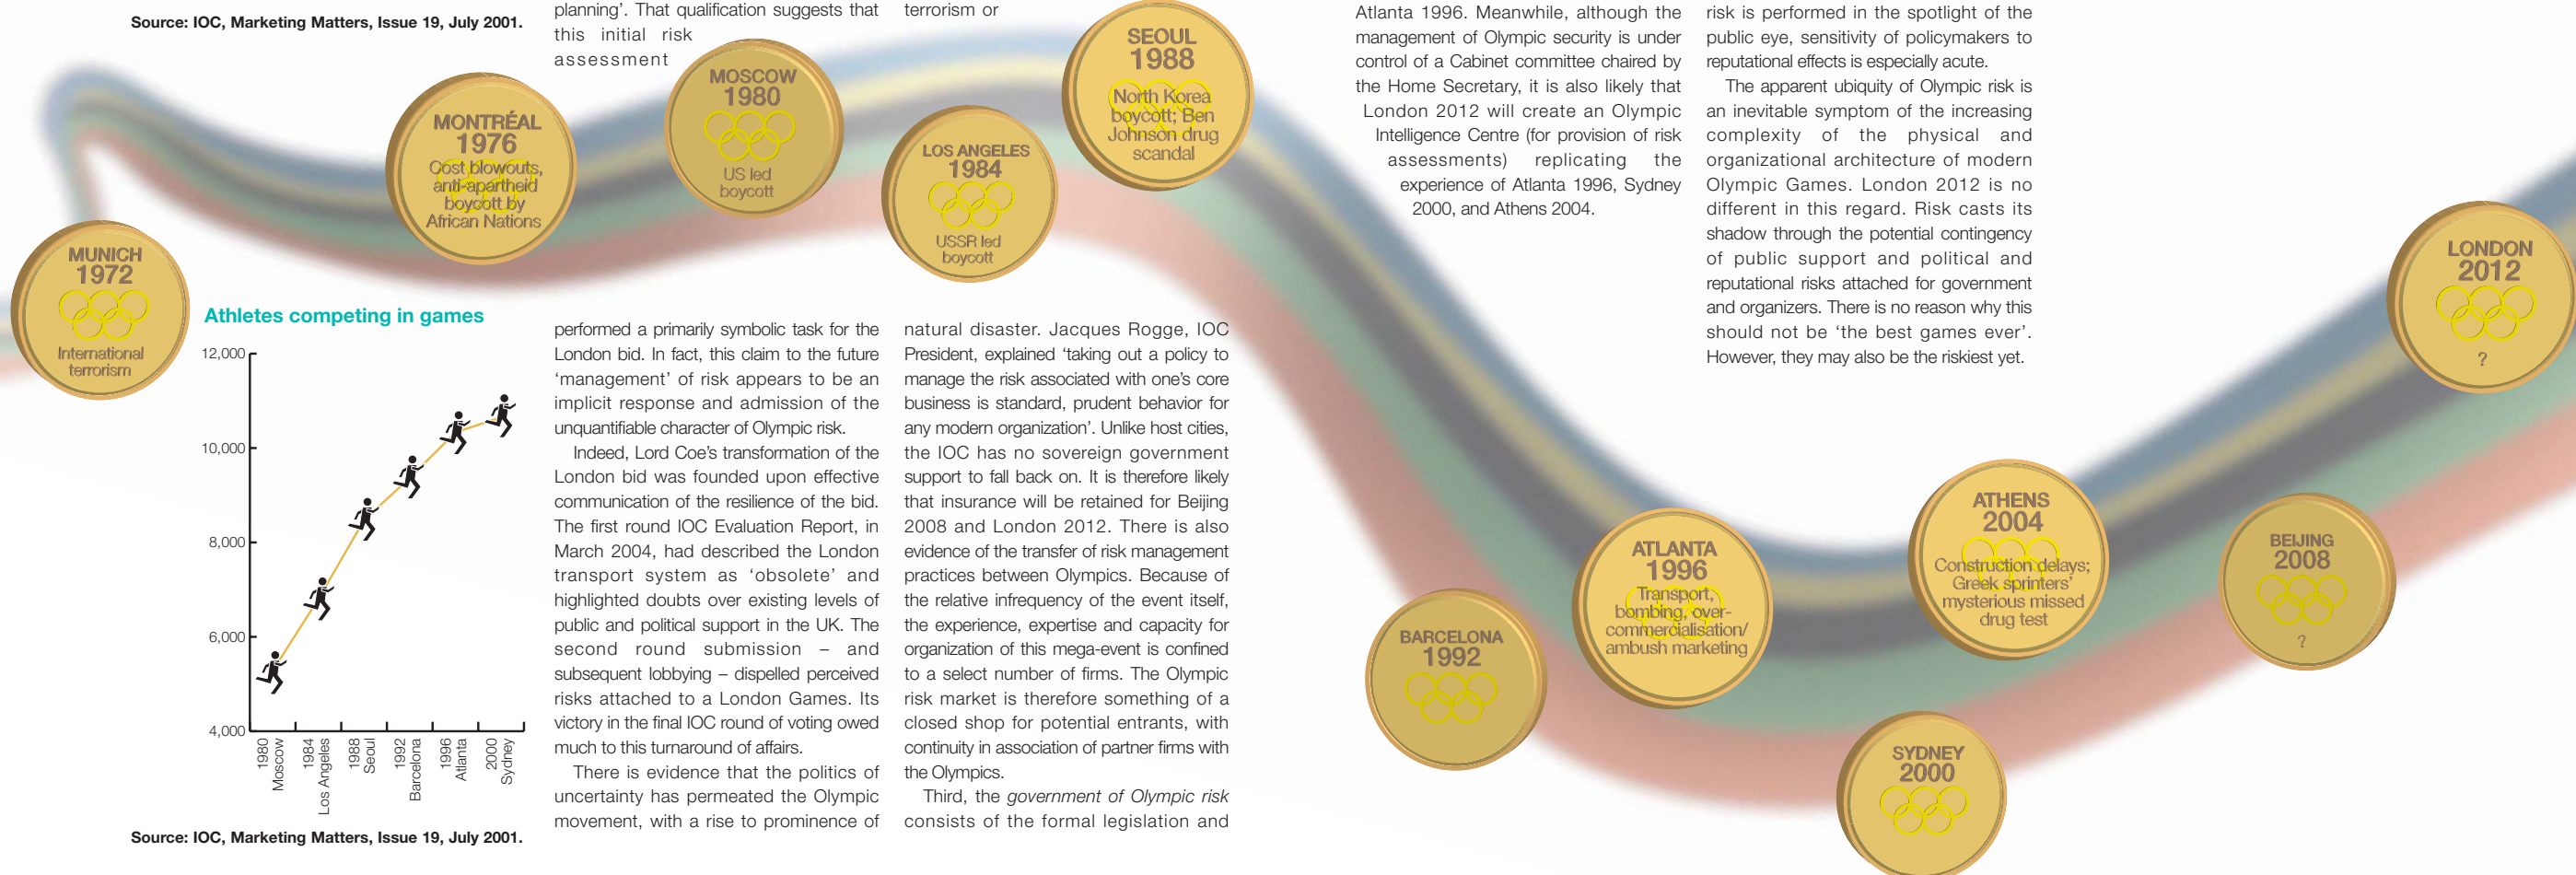 Source: IOC, Marketing Matters, Issue 19, July 2001.
planning’. That qualification suggests that
this initial risk
assessment
terrorism or
Atlanta 1996. Meanwhile, although the
management of Olympic security is under
control of a Cabinet committee chaired by
the Home Secretary, it is also likely that
London 2012 will create an Olympic
Intelligence Centre (for provision of risk
assessments) replicating the
experience of Atlanta 1996, Sydney
2000, and Athens 2004.
risk is performed in the spotlight of the
public eye, sensitivity of policymakers to
reputational effects is especially acute.
The apparent ubiquity of Olympic risk is
an inevitable symptom of the increasing
complexity of the physical and
organizational architecture of modern
Olympic Games. London 2012 is no
different in this regard. Risk casts its
shadow through the potential contingency
of public support and political and
reputational risks attached for government
and organizers. There is no reason why this
should not be ‘the best games ever’.
However, they may also be the riskiest yet.
MUNICH
1972
International
terrorism
MONTRÉAL
1976
Cost blowouts,
anti-apartheid
boycott by
African Nations
MOSCOW
1980
US led
boycott
LOS ANGELES
1984
USSR led
boycott
SEOUL
1988
North Korea
boycott; Ben
Johnson drug
scandal
BARCELONA
1992
ATLANTA
1996
Transport,
bombing, over-
commercialisation/
ambush marketing
SYDNEY
2000
ATHENS
2004
Construction delays;
Greek sprinters’
mysterious missed
drug test
BEIJING
2008
?
LONDON
2012
?
Athletes competing in games
12,000
10,000
8,000
6,000
4,000
1980
Moscow
1984
Los Angeles
1988
Seoul
1992
Barcelona
1996
Atlanta
2000
Sydney
Source: IOC, Marketing Matters, Issue 19, July 2001.
performed a primarily symbolic task for the
London bid. In fact, this claim to the future
‘management’ of risk appears to be an
implicit response and admission of the
unquantifiable character of Olympic risk.
Indeed, Lord Coe’s transformation of the
London bid was founded upon effective
communication of the resilience of the bid.
The first round IOC Evaluation Report, in
March 2004, had described the London
transport system as ‘obsolete’ and
highlighted doubts over existing levels of
public and political support in the UK. The
second round submission – and
subsequent lobbying – dispelled perceived
risks attached to a London Games. Its
victory in the final IOC round of voting owed
much to this turnaround of affairs.
There is evidence that the politics of
uncertainty has permeated the Olympic
movement, with a rise to prominence of
natural disaster. Jacques Rogge, IOC
President, explained ‘taking out a policy to
manage the risk associated with one’s core
business is standard, prudent behavior for
any modern organization’. Unlike host cities,
the IOC has no sovereign government
support to fall back on. It is therefore likely
that insurance will be retained for Beijing
2008 and London 2012. There is also
evidence of the transfer of risk management
practices between Olympics. Because of
the relative infrequency of the event itself,
the experience, expertise and capacity for
organization of this mega-event is confined
to a select number of firms. The Olympic
risk market is therefore something of a
closed shop for potential entrants, with
continuity in association of partner firms with
the Olympics.
Third, the government of Olympic risk
consists of the formal legislation and